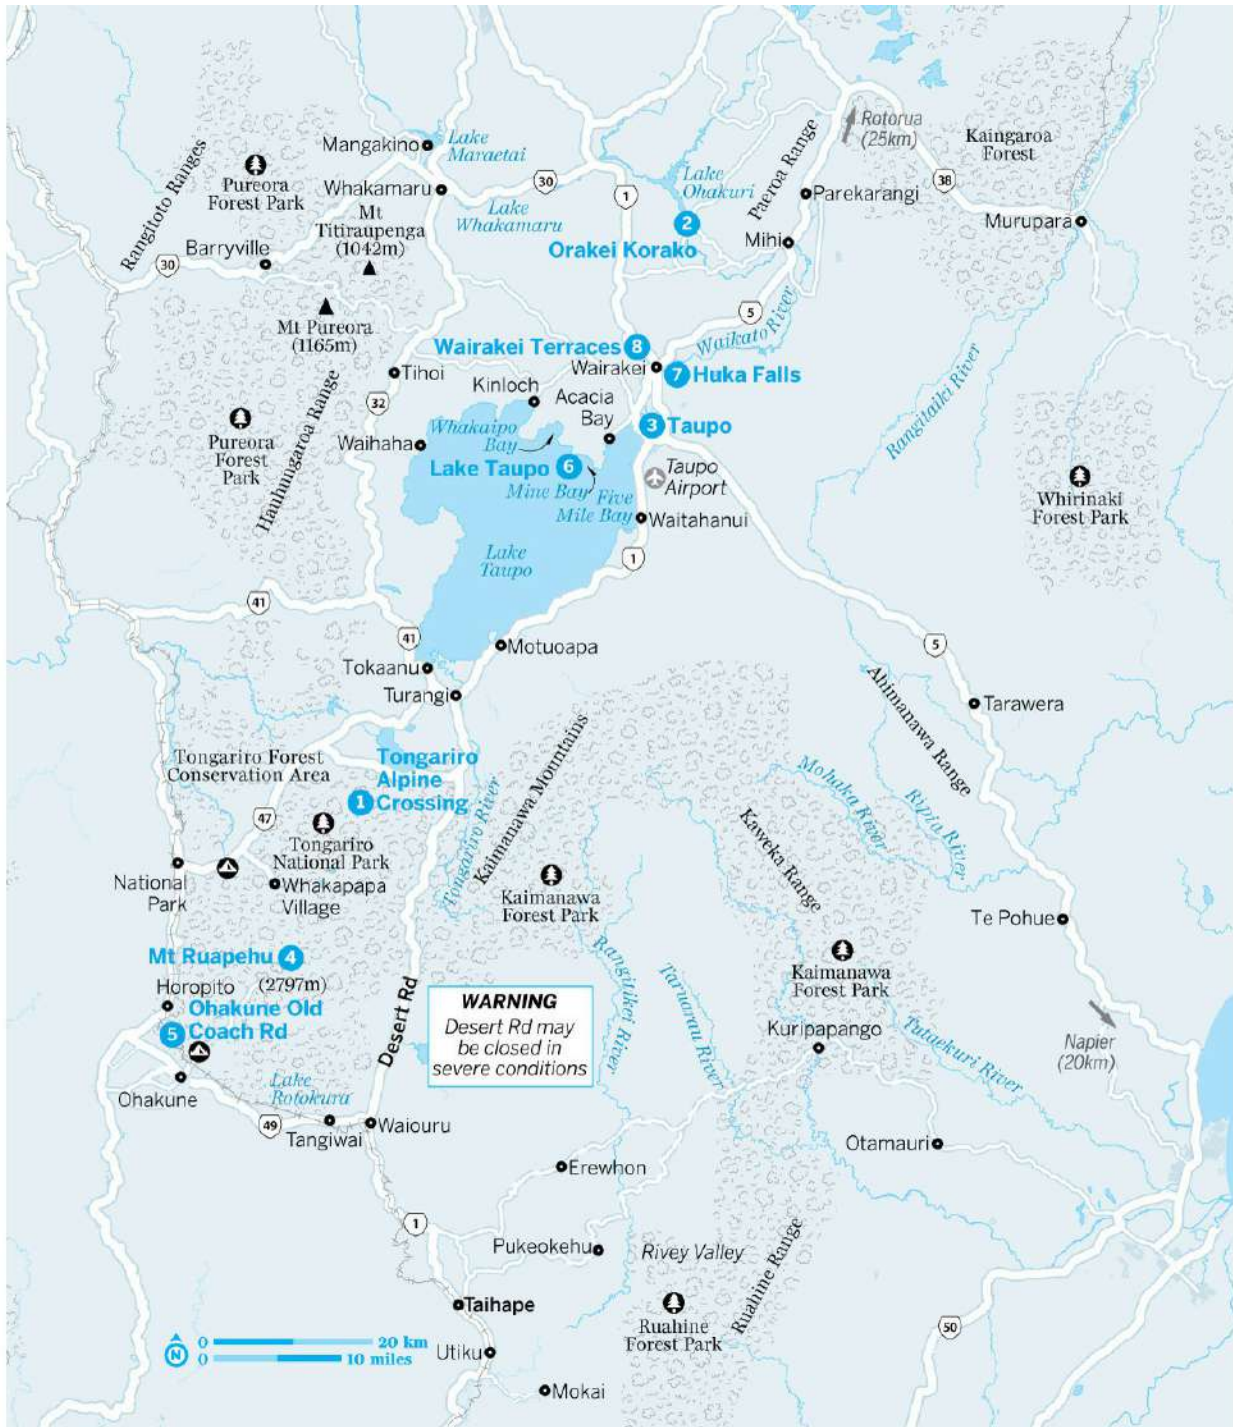 Rotorua
(25km)
Kaingaroa
Forest
Paeroa Range
Mangakino
Lake
Maraetai
Rangitoto Ranges
Pureora
Forest Park
Whakamaru
30
1
Lake
Ohakuri
38
Parekarangi
Lake
Whakamaru
Murupara
Mt
Titiraupenga
(1042m)
2
Orakei Korako
Mihi
Barryville
30
5
Waikato River
Mt Pureora
(1165m)
Wairakei Terraces 8
Wairakei
7 Huka Falls
Rangitaiki River
Tihoi
Kinloch
Acacia
Bay
32
Hauhungaroa Range
Pureora
Forest
Park
Whakaipo
Bay
3 Taupo
Waihaha
Lake Taupo 6
Taupo
Airport
Mine Bay
Five
Mile Bay
Waitahanui
Whirinaki
Forest Park
Lake
Taupo
1
41
41
Motuoapa
5
Tokaanu
Turangi
Ahimanawa Range
Tarawera
Tongariro Forest
Conservation Area
Tongariro
Alpine
1 Crossing
Kaimanawa Mountains
Mohaka River
Ripia River
47
Tongariro River
Tongariro
National Park
Kaweka Range
National
Park
Whakapapa
Village
Kaimanawa
Forest Park
Te Pohue
Mt Ruapehu 4
(2797m)
Rangitikei River
Taruarau River
Kaimanawa
Forest Park
Horopito
Ohakune Old
5 Coach Rd
Desert Rd
WARNING
Desert Rd may
be closed in
severe conditions
Kuripapango
Tutaekuri River
Napier
(20km)
Ohakune
Lake
Rotokura
49
Tangiwai
Waiouru
Otamauri
Erewhon
1
Pukeokehu
Rivey Valley
Ruahine Range
Taihape
Ruahine
Forest Park
50
N
0 20 km
0 10 miles
Utiku
Mokai